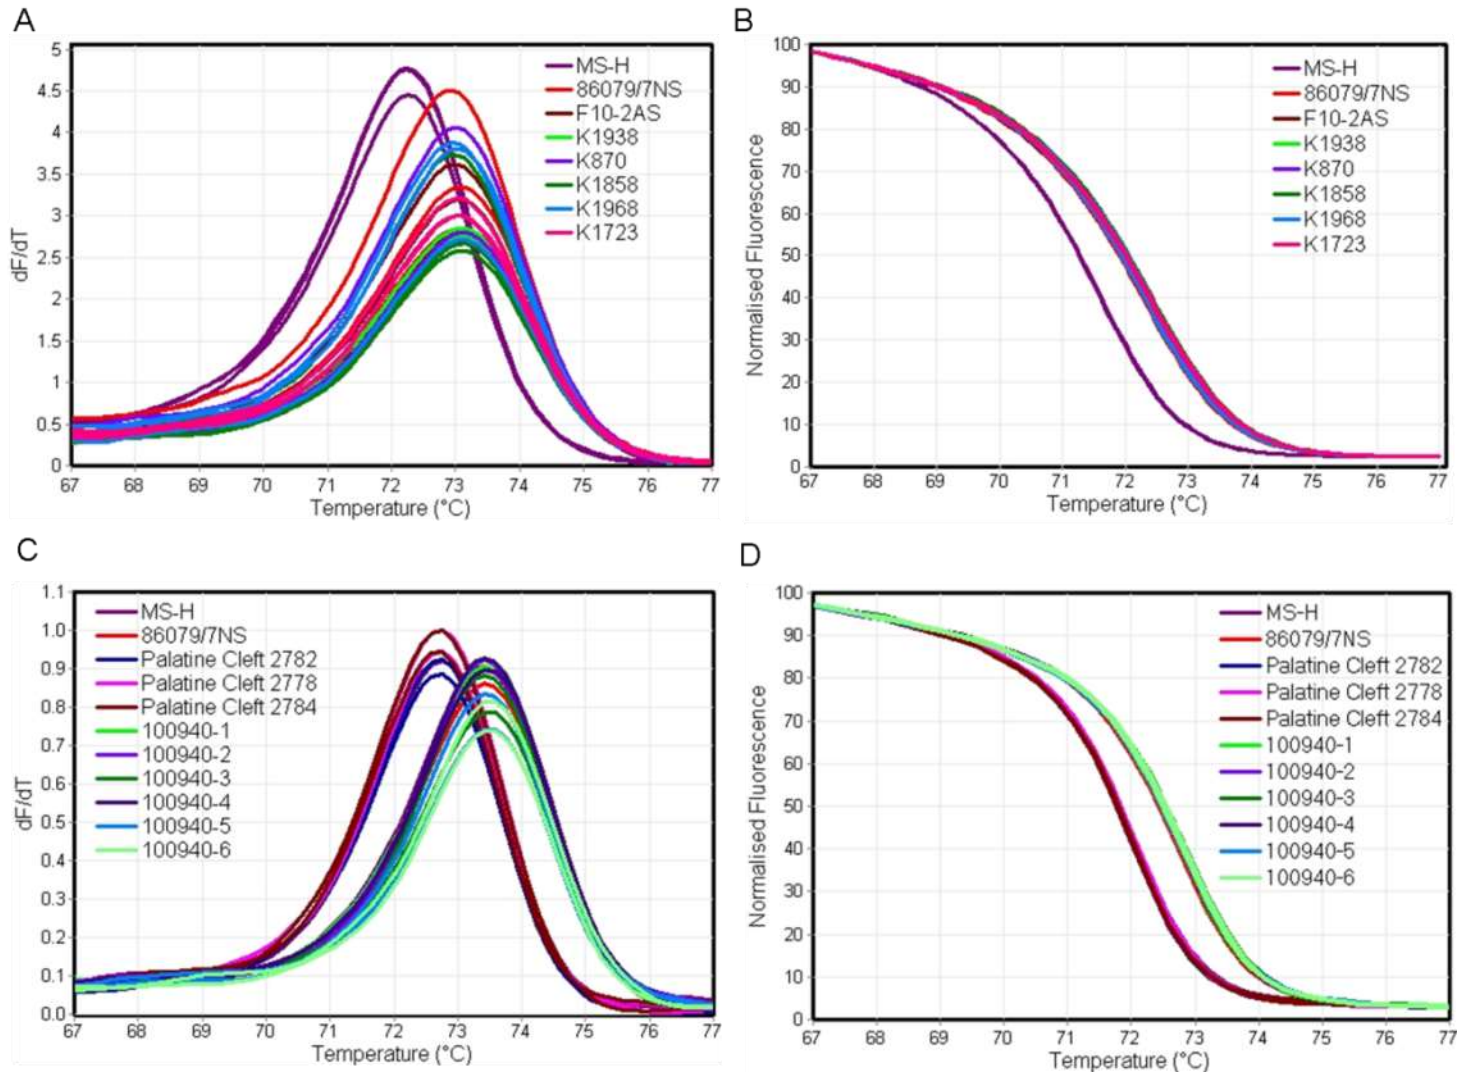 A
5
4.5
4
3.5
3
2.5
2
1.5
1
0.5
0
dF/dT
67 68 69 70 71 72 73 74 75 76 77
Temperature (°C)
MS-H
86079/7NS
F10-2AS
K1938
K870
K1858
K1968
K1723
B
100
90
80
70
60
50
40
30
20
10
0
Normalised Fluorescence
67 68 69 70 71 72 73 74 75 76 77
Temperature (°C)
MS-H
86079/7NS
F10-2AS
K1938
K870
K1858
K1968
K1723
C
1.1
1.0
0.9
0.8
0.7
0.6
0.5
0.4
0.3
0.2
0.1
0.0
dF/dT
67 68 69 70 71 72 73 74 75 76 77
Temperature (°C)
MS-H
86079/7NS
Palatine Cleft 2782
Palatine Cleft 2778
Palatine Cleft 2784
100940-1
100940-2
100940-3
100940-4
100940-5
100940-6
D
100
90
80
70
60
50
40
30
20
10
0
Normalised Fluorescence
67 68 69 70 71 72 73 74 75 76 77
Temperature (°C)
MS-H
86079/7NS
Palatine Cleft 2782
Palatine Cleft 2778
Palatine Cleft 2784
100940-1
100940-2
100940-3
100940-4
100940-5
100940-6